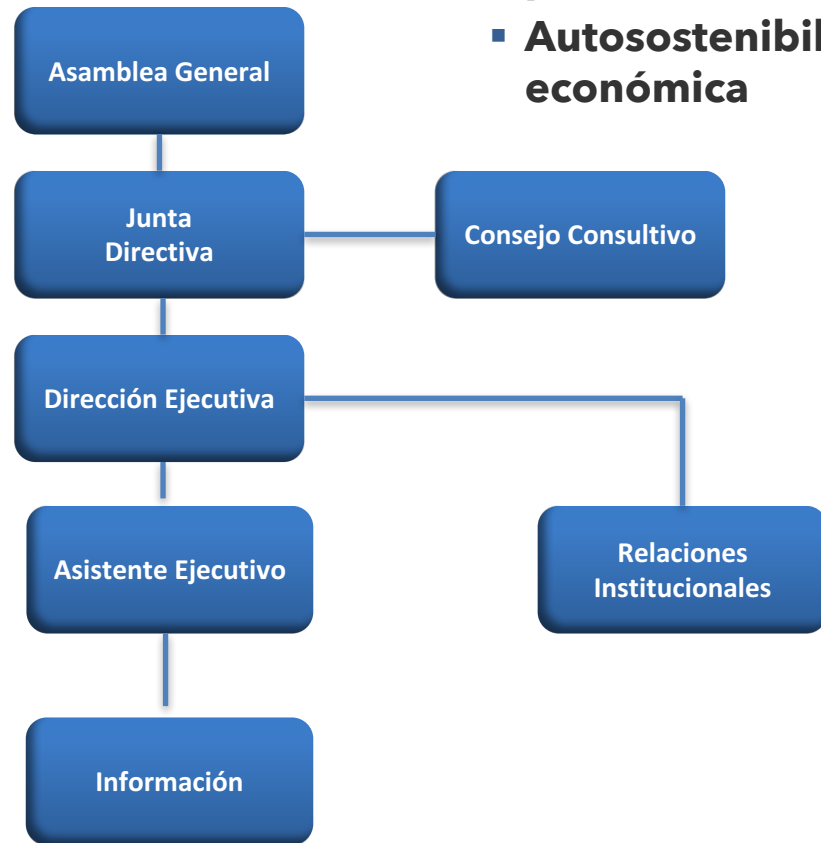 Autosostenibil
económica
Asamblea General
Junta
Directiva
Consejo Consultivo
Dirección Ejecutiva
Asistente Ejecutivo
Relaciones
Institucionales
Información